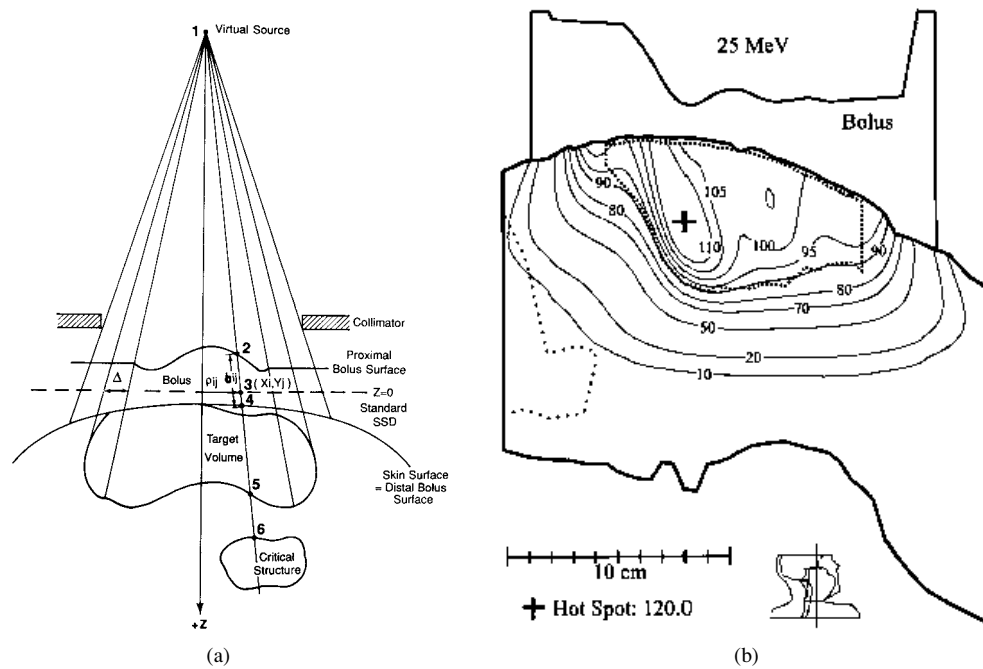 1
Virtual Source
Collimator
2
Proximal
Bolus Surface
Δ
Bolus
ρij
bij
3 (Xi,Yj)
Z=0
4
Standard
SSD
Target
Volume
Skin Surface
= Distal Bolus
Surface
5
6
Critical
Structure
+Z
(a)
25 MeV
Bolus
90
80
105
110
100
95
90
80
70
50
20
10
10 cm
+ Hot Spot: 120.0
(b)